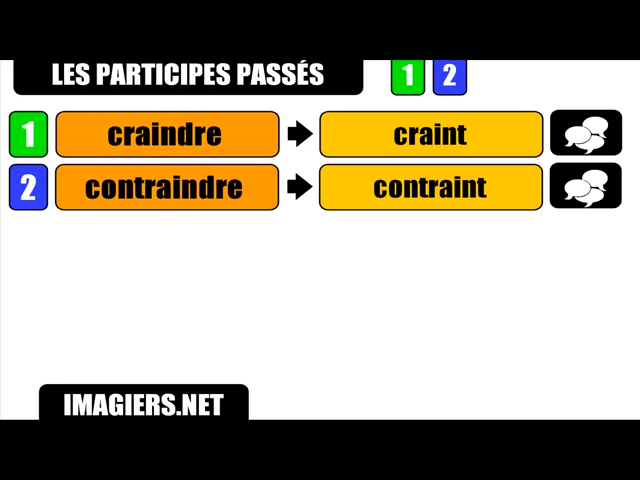 LES PARTICIPES PASSÉS 1 2
1 craindre craint
2 contraindre contraint
IMAGIERS.NET